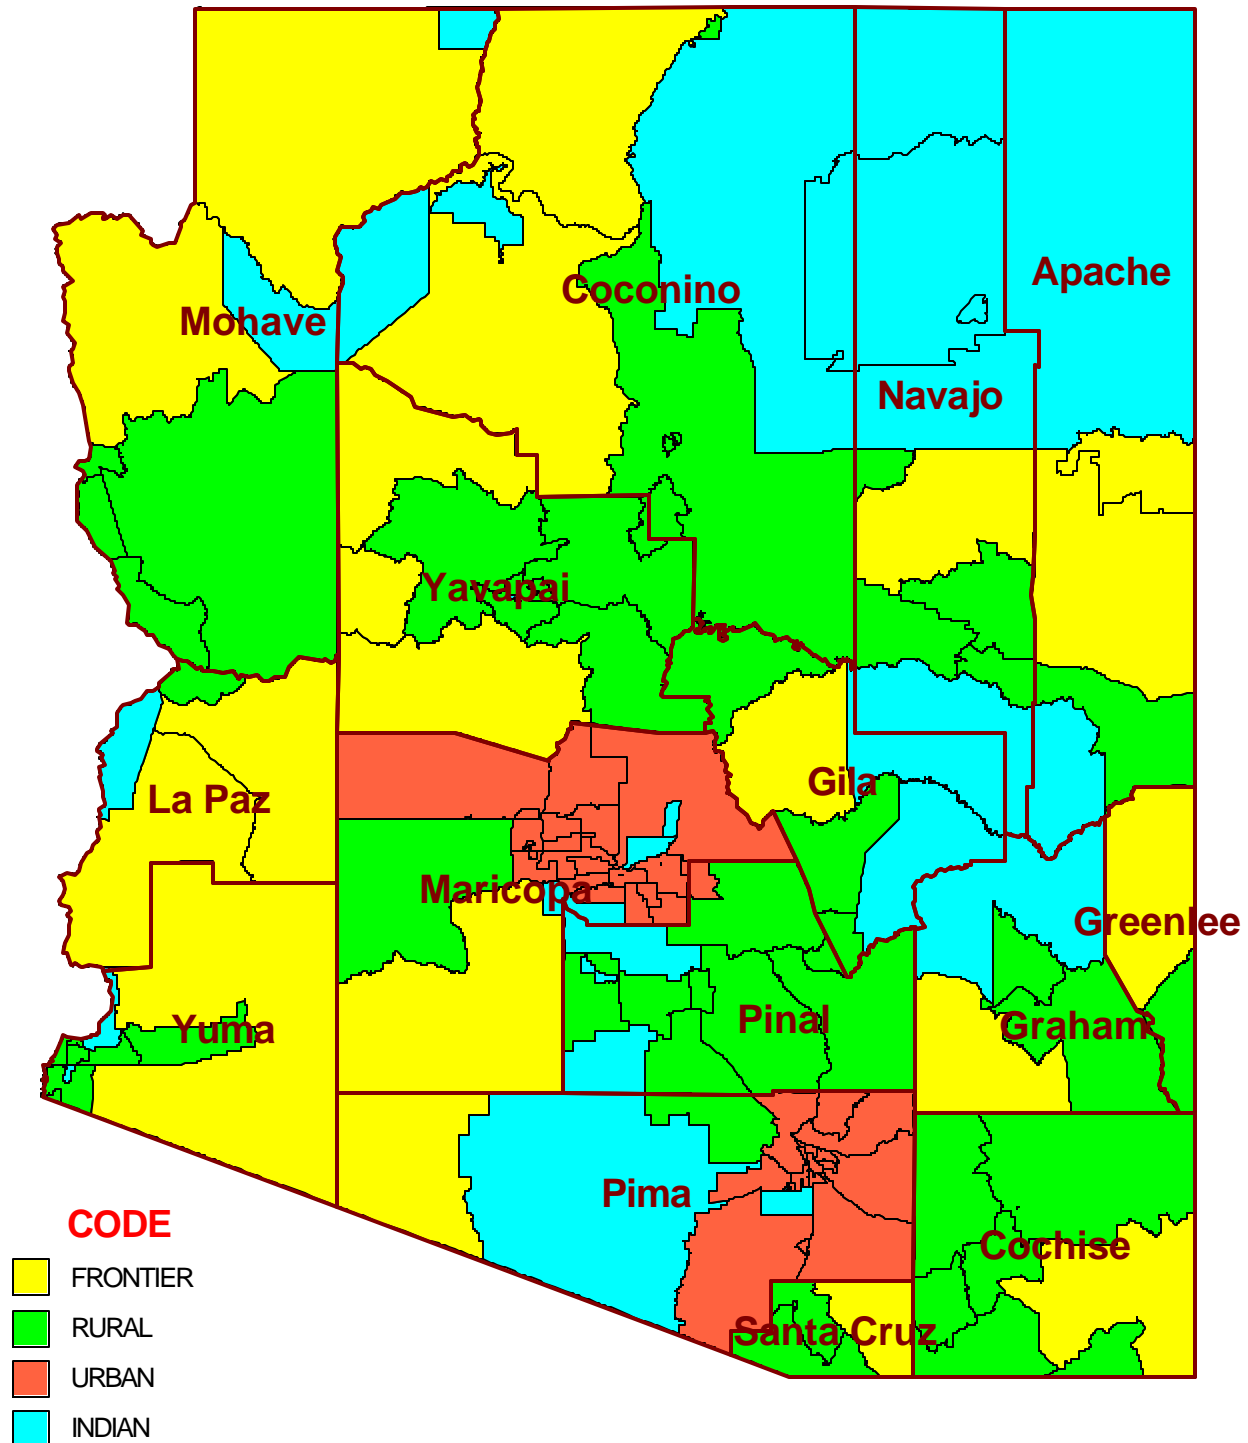 Apache
Coconino
Mohave
Navajo
Yavapai
Gila
La Paz
Maricopa
Greenlee
Pinal
Graham
Yuma
Pima
CODE
Cochise
FRONTIER
RURAL
Santa Cruz
URBAN
INDIAN